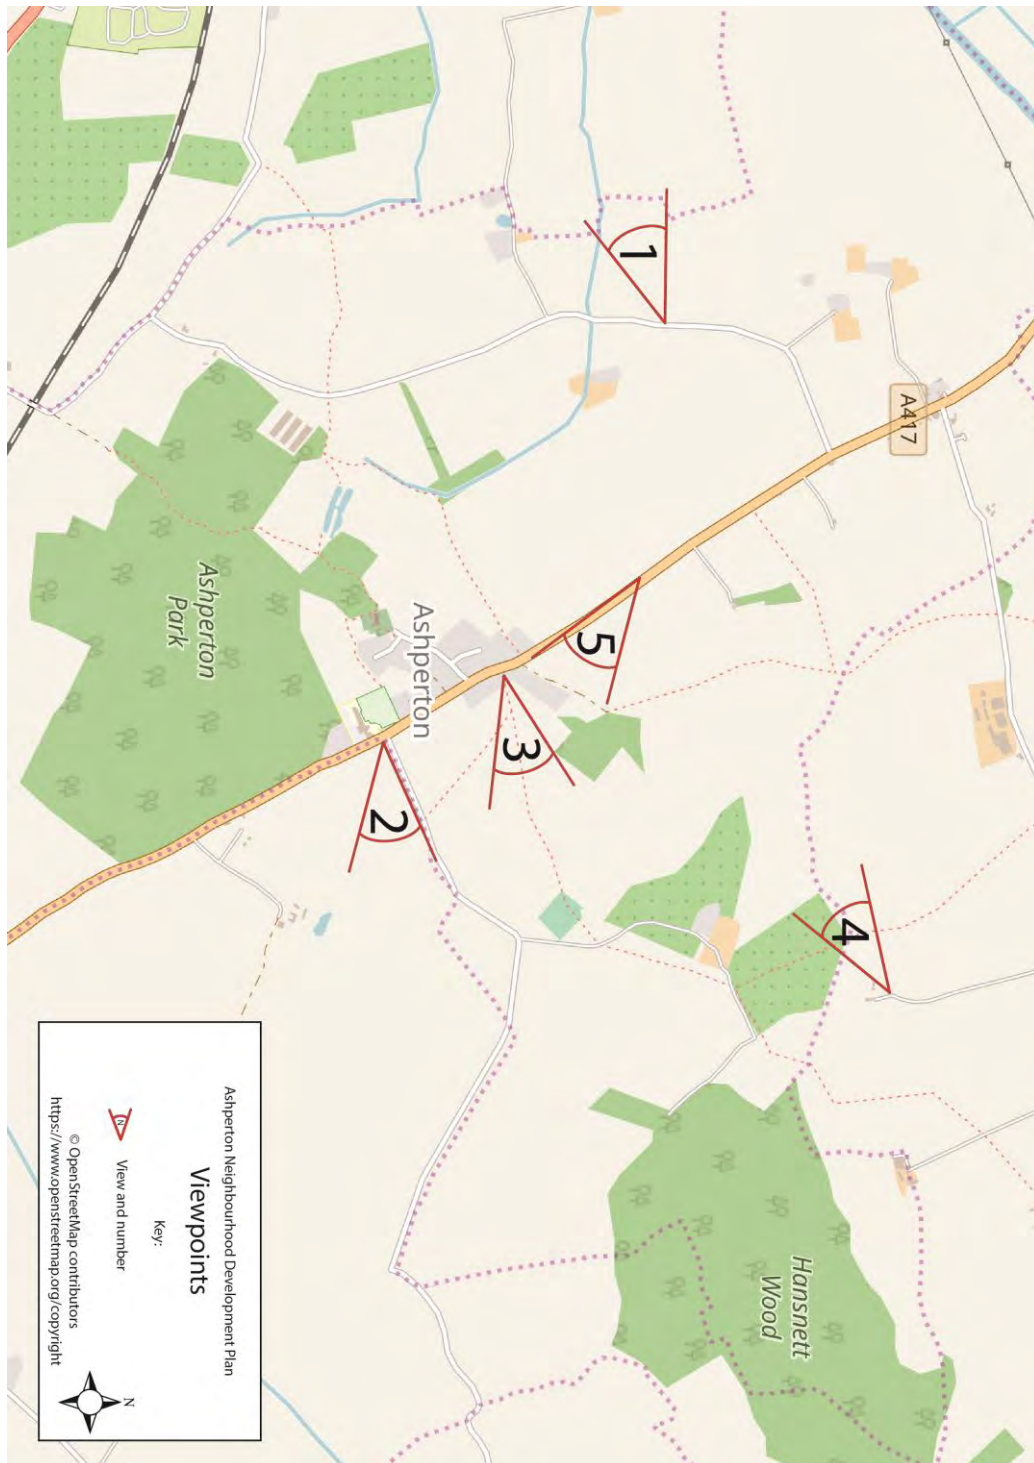 1
A417
5
Ashperton
Ashperton
Park
3
2
4
Hansnett
Wood
Ashperton Neighbourhood Development Plan
Viewpoints
Key:
N
View and number
© OpenStreetMap contributors
https://www.openstreetmap.org/copyright
N